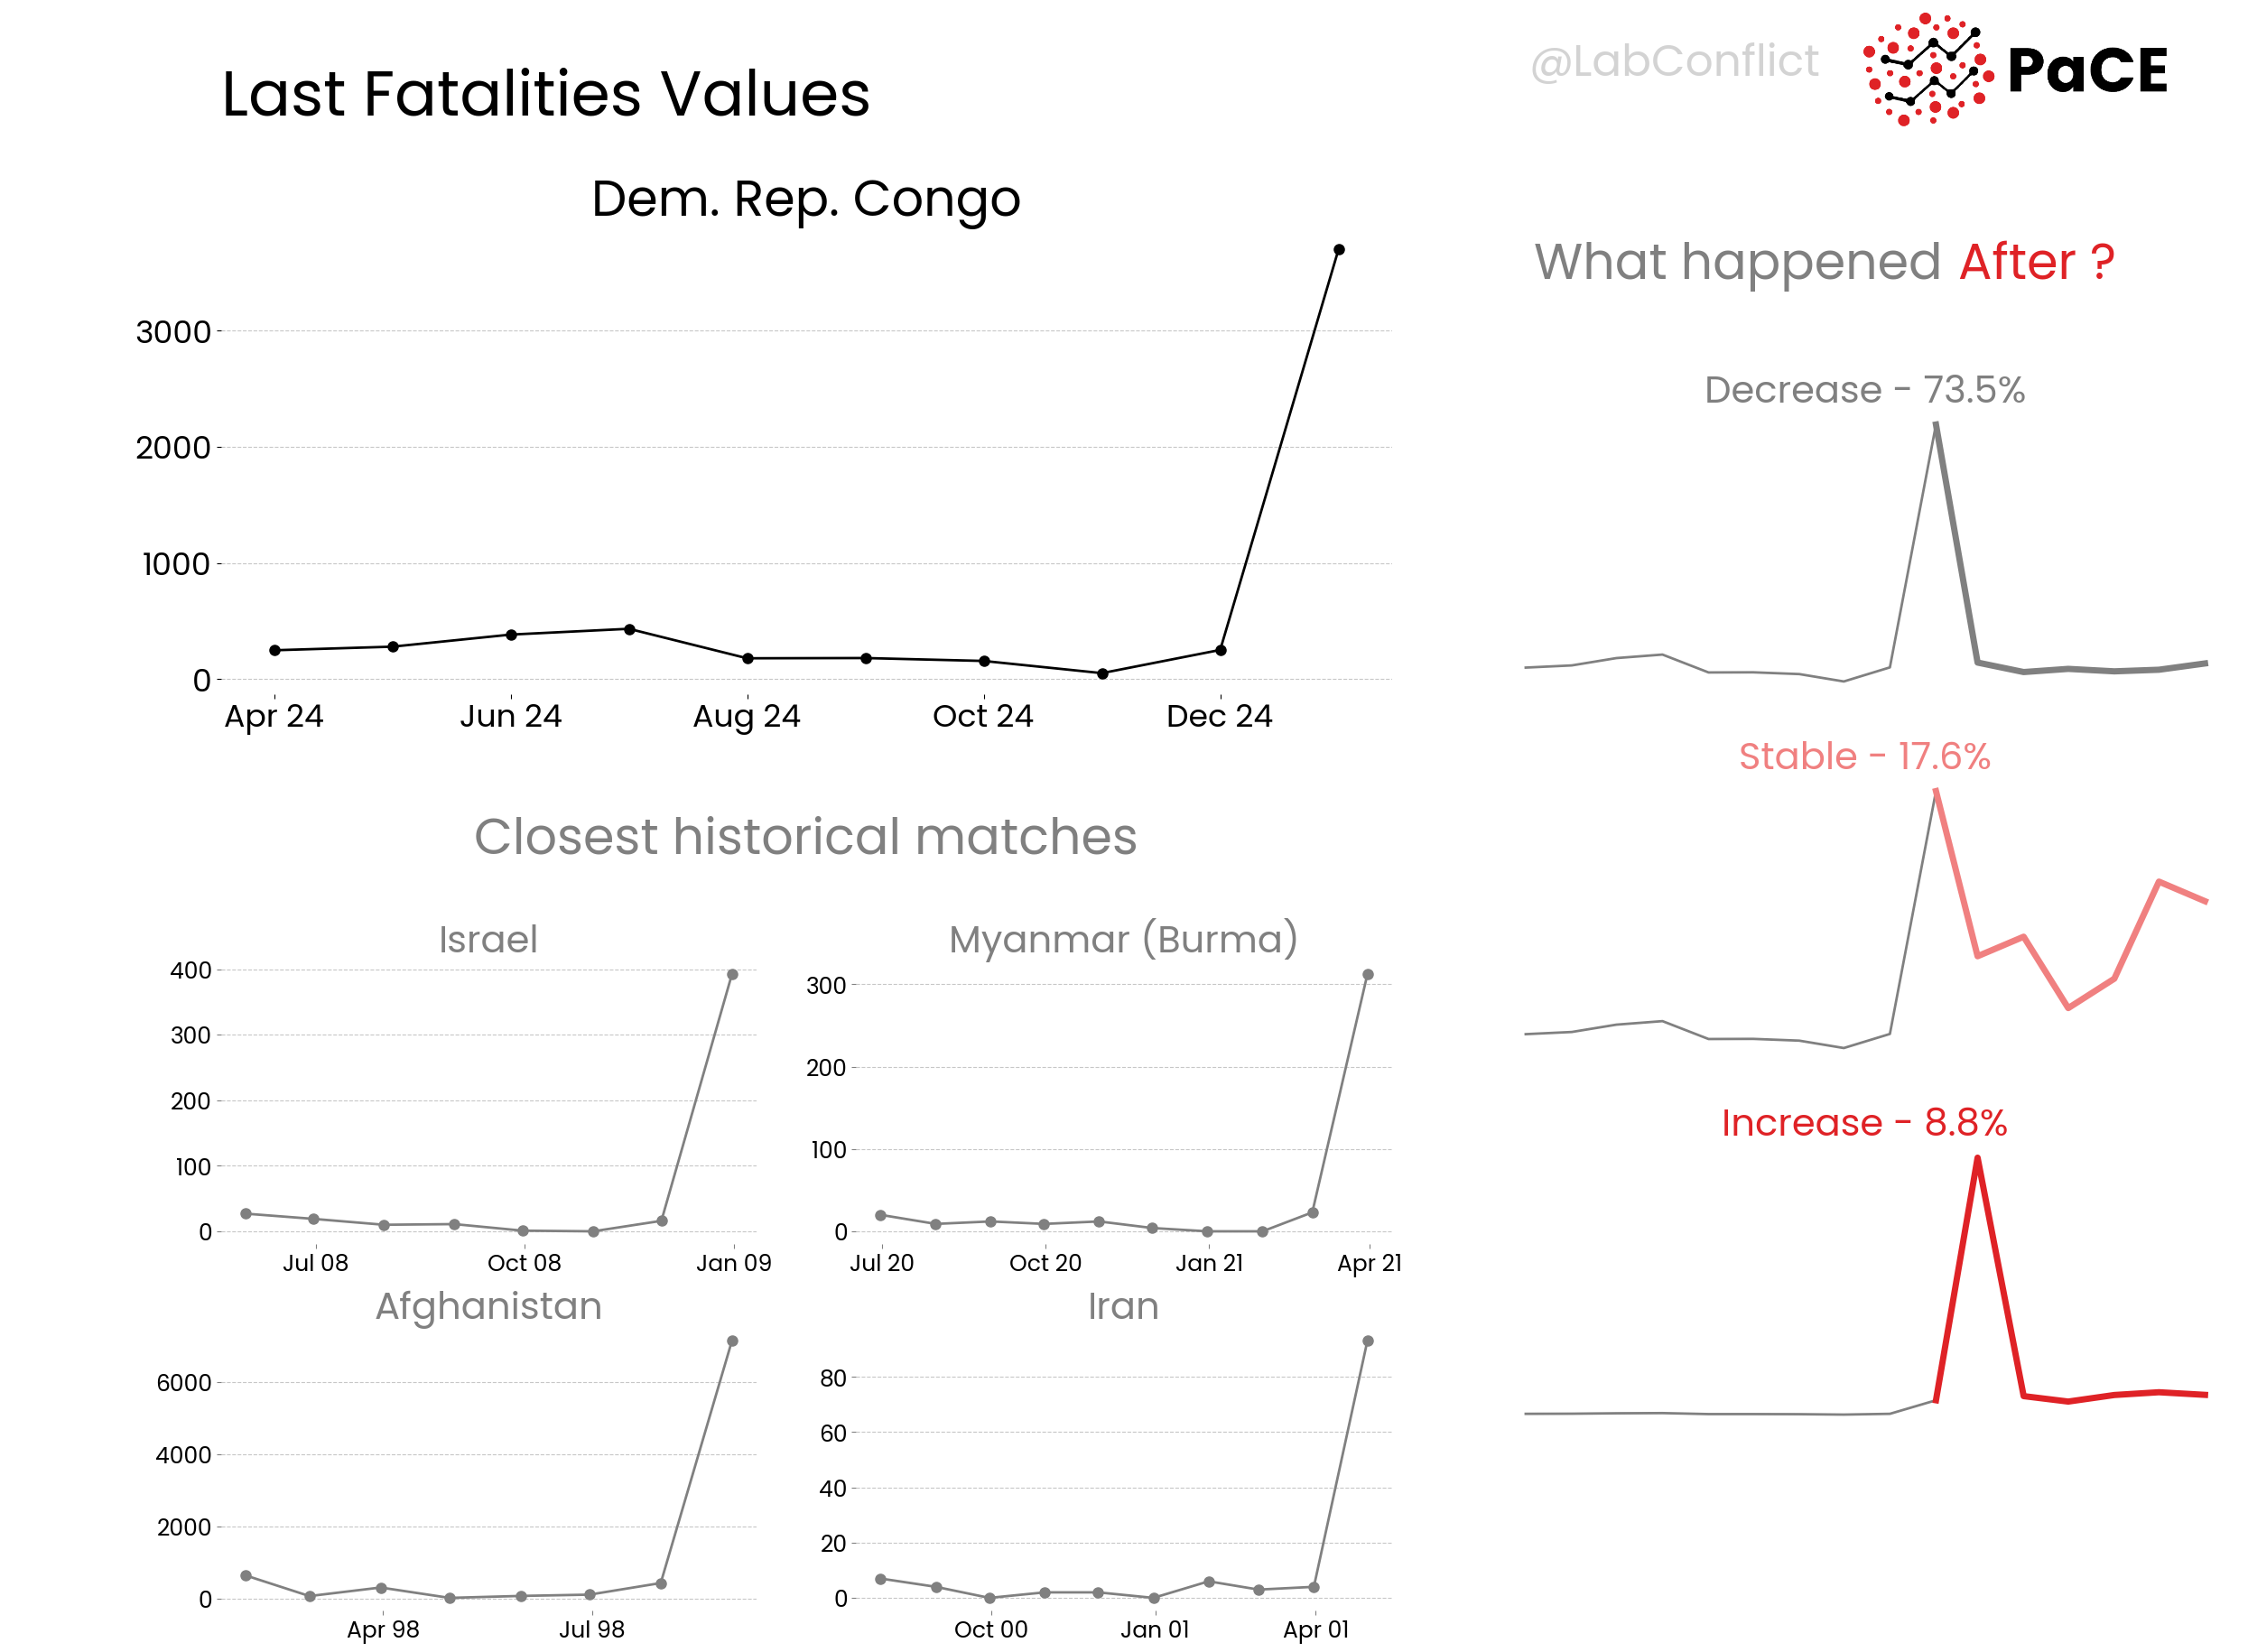 @LabConflict
PaCE
Last Fatalities Values
Dem. Rep. Congo
3000
2000
1000
0
Apr 24
Jun 24
Aug 24
Oct 24
Dec 24
Closest historical matches
Israel
400
300
200
100
0
Jul 08
Oct 08
Jan 09
Myanmar (Burma)
300
200
100
0
Jul 20
Oct 20
Jan 21
Apr 21
Afghanistan
6000
4000
2000
0
Apr 98
Jul 98
Iran
80
60
40
20
0
Oct 00
Jan 01
Apr 01
What happened After ?
Decrease - 73.5%
Stable - 17.6%
Increase - 8.8%